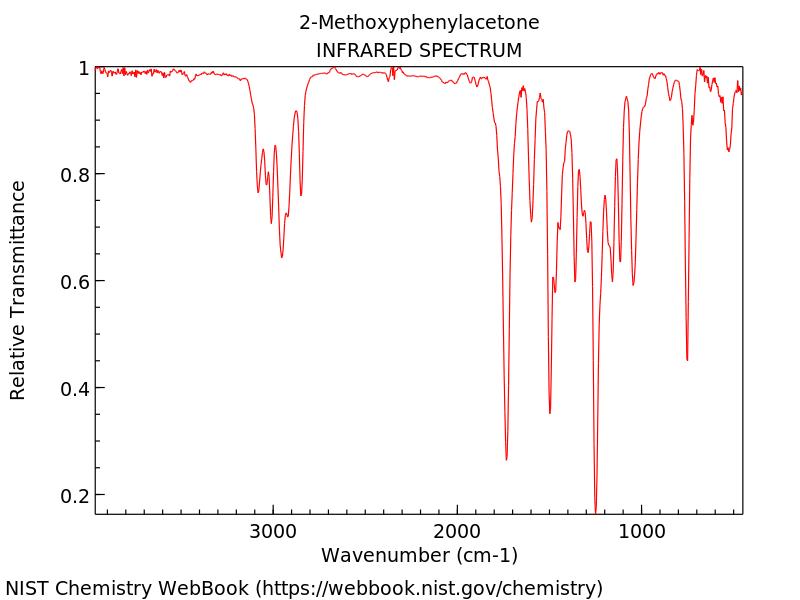 2-Methoxyphenylacetone
INFRARED SPECTRUM
1
0.8
0.6
0.4
0.2
Relative Transmittance
3000 2000 1000
Wavenumber (cm-1)
NIST Chemistry WebBook (https://webbook.nist.gov/chemistry)